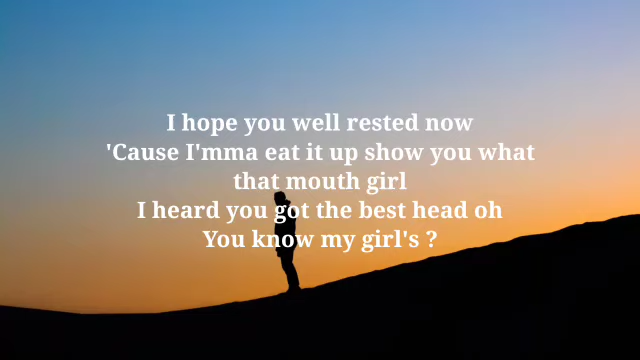 I hope you well rested now
'Cause I'mma eat it up show you what
that mouth girl
I heard you got the best head oh
You know my girl's ?